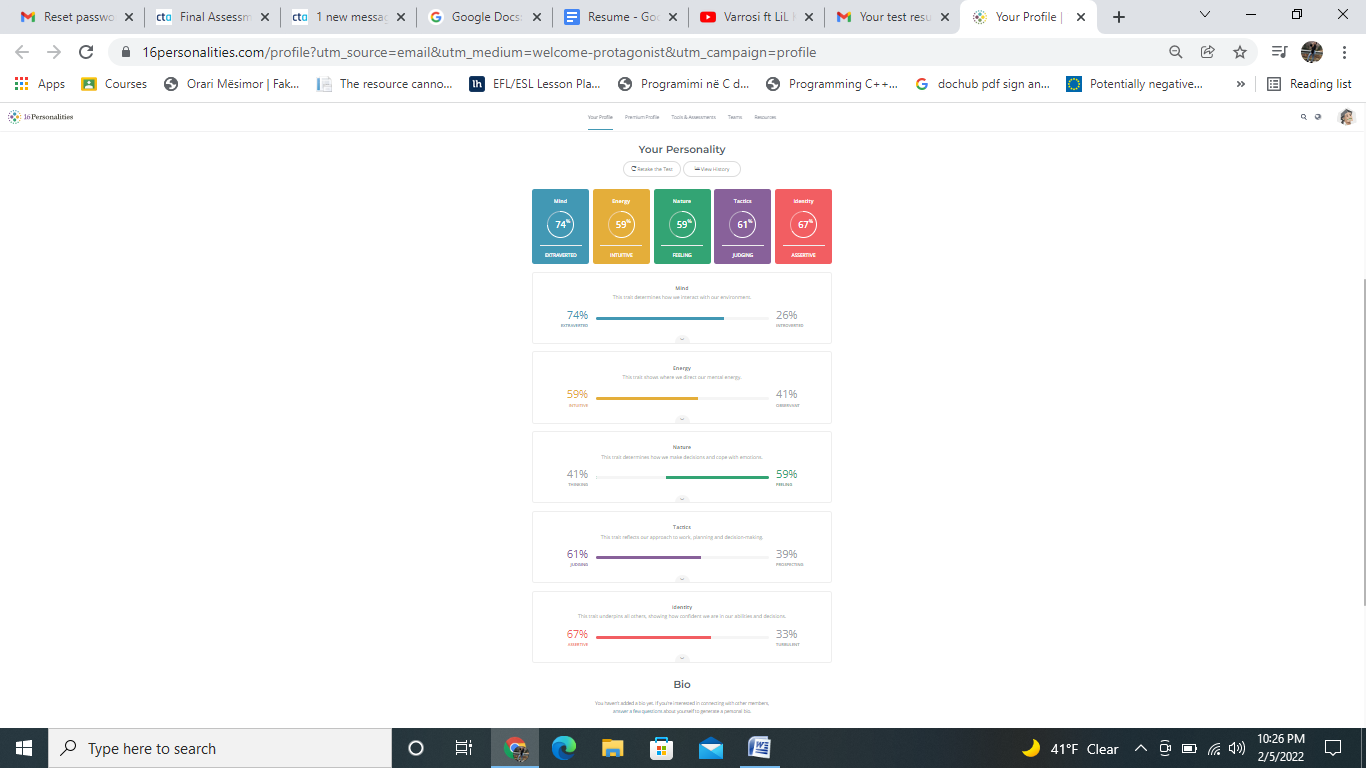 Reset passwo
Final Assessm
1 new messag
Google Docs:
Resume - Goo
Varrosi ft LiL
Your test resu
Your Profile |
16personalities.com/profile?utm_source=email&utm_medium=welcome-protagonist&utm_campaign=profile
Apps
Courses
Orari Mësimor | Fak...
The resource canno...
EFL/ESL Lesson Pla...
Programimi në C d...
Programming C++...
dochub pdf sign an...
Potentially negative...
»
Reading list
16Personalities
Your Profile
Premium Profile
Tools & Assessments
Teams
Resources
Your Personality
Retake the Test
View History
Mind
74%
EXTRAVERTED
Energy
59%
INTUITIVE
Nature
59%
FEELING
Tactics
61%
JUDGING
Identity
67%
ASSERTIVE
Mind
This trait determines how we interact with our environment.
74%
EXTRAVERTED
26%
INTROVERTED
Energy
This trait shows where we direct our mental energy.
59%
INTUITIVE
41%
OBSERVANT
Nature
This trait determines how we make decisions and cope with emotions.
41%
THINKING
59%
FEELING
Tactics
This trait reflects our approach to work, planning and decision-making.
61%
JUDGING
39%
PROSPECTING
Identity
This trait underpins all others, showing how confident we are in our abilities and decisions.
67%
ASSERTIVE
33%
TURBULENT
Bio
You haven't added a bio yet. If you're interested in connecting with other members,
answer a few questions about yourself to generate a personal bio.
Type here to search
41°F Clear
10:26 PM
2/5/2022